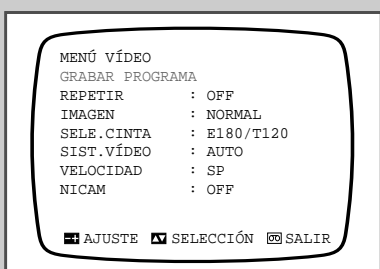 MENÚ VÍDEO
GRABAR PROGRAMA
REPETIR : OFF
IMAGEN : NORMAL
SELE.CINTA : E180/T120
SIST.VÍDEO : AUTO
VELOCIDAD : SP
NICAM : OFF
-+ AJUSTE ▲▼ SELECCIÓN SALIR